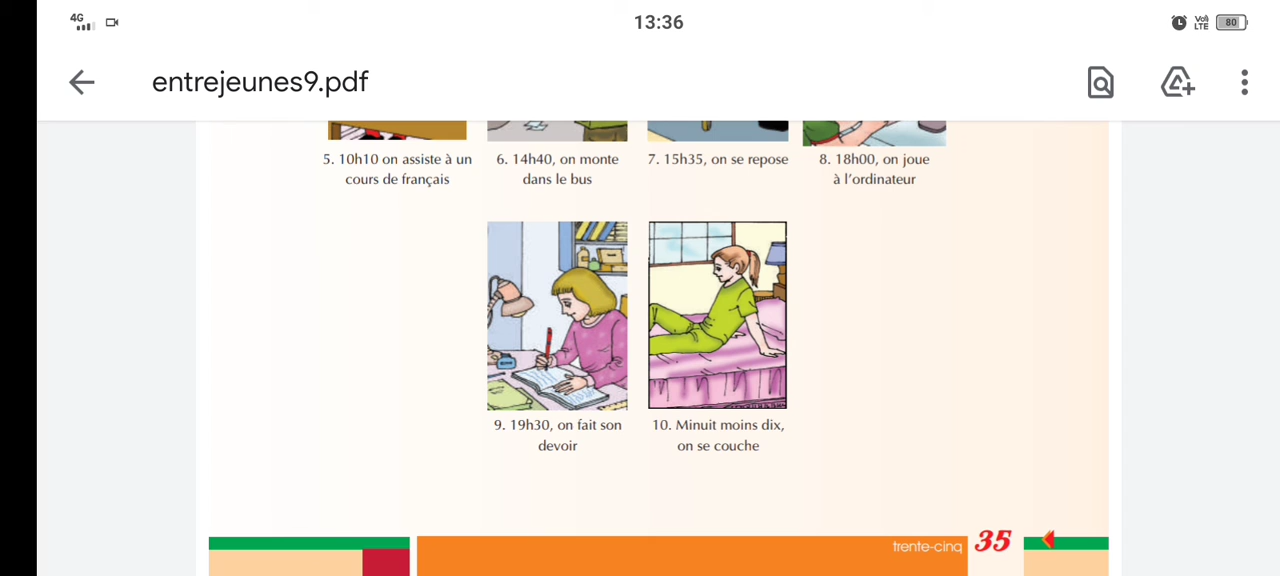 4G
13:36
Vo)
LTE
80
entrejeunes9.pdf
5. 10h10 on assiste à un
cours de français
6. 14h40, on monte
dans le bus
7. 15h35, on se repose
8. 18h00, on joue
à l'ordinateur
9. 19h30, on fait son
devoir
10. Minuit moins dix,
on se couche
trente-cinq
35